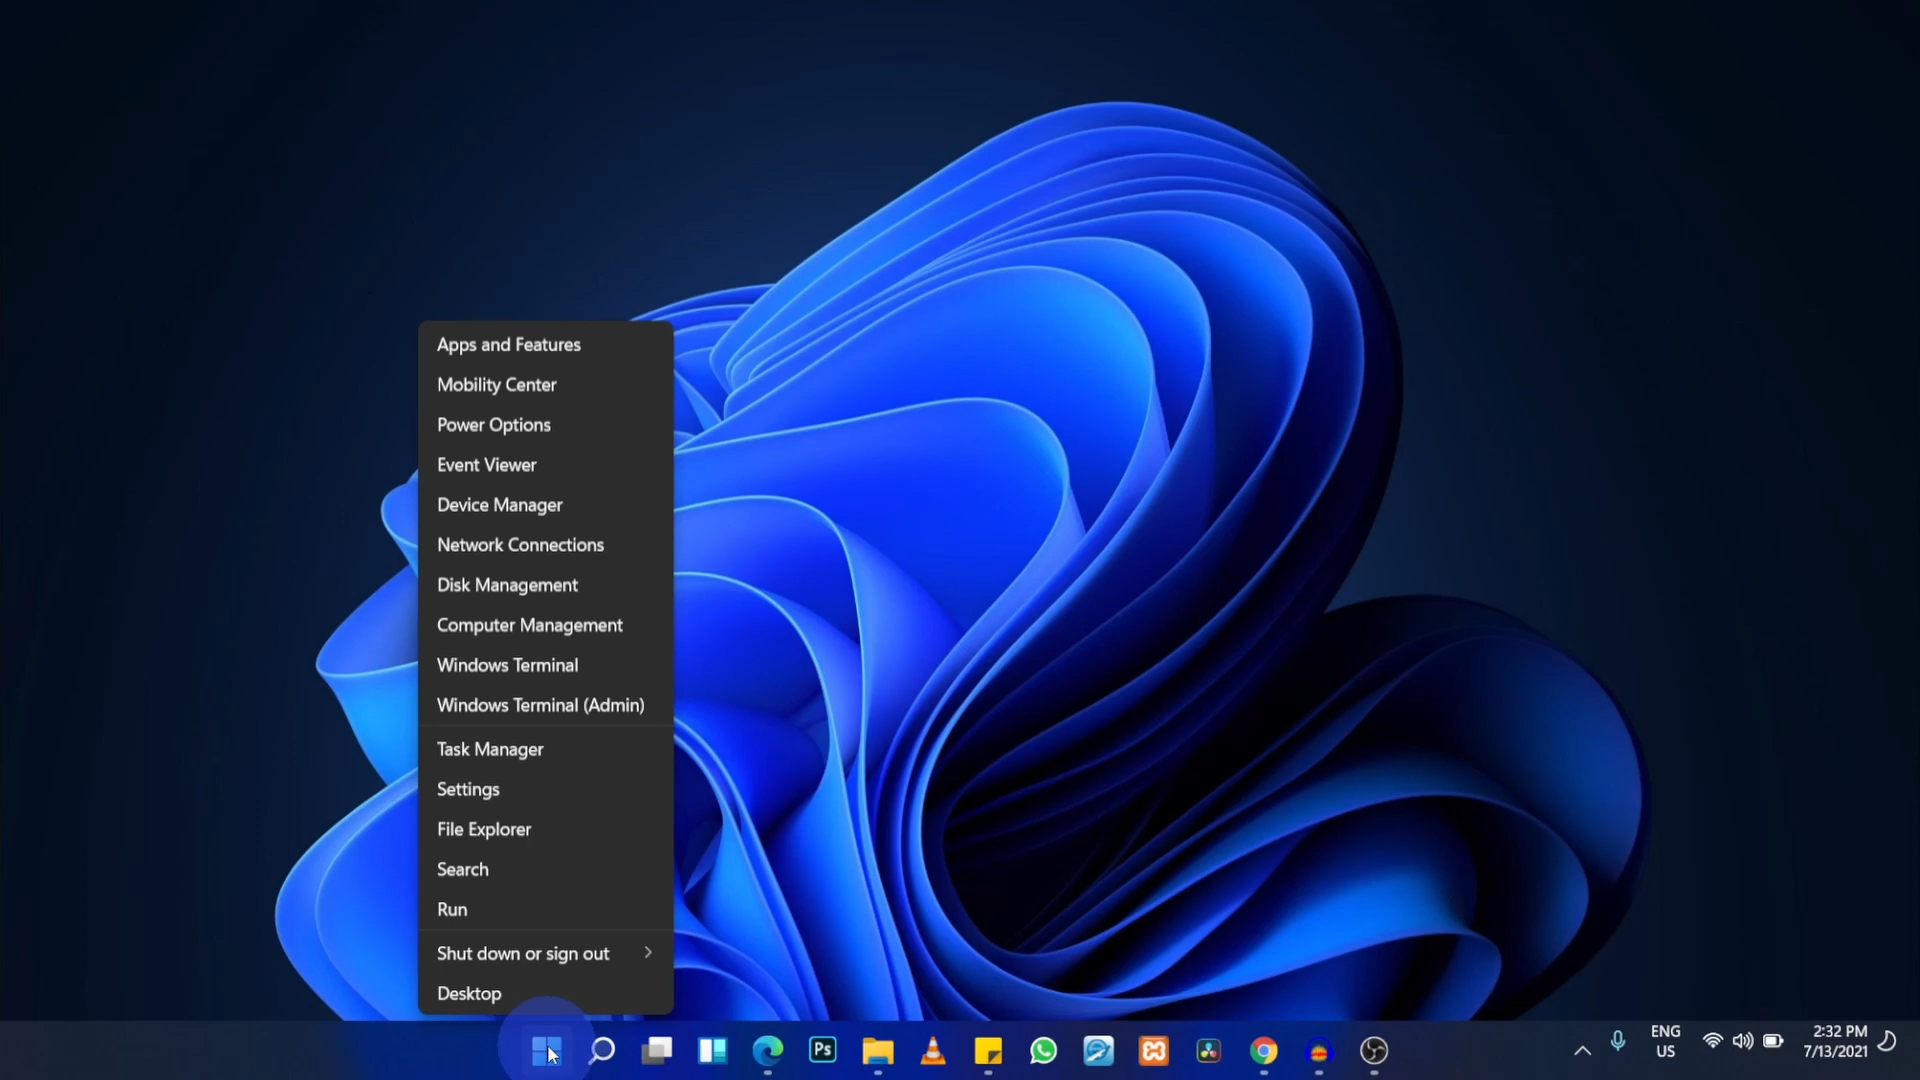 Apps and Features
Mobility Center
Power Options
Event Viewer
Device Manager
Network Connections
Disk Management
Computer Management
Windows Terminal
Windows Terminal (Admin)
Task Manager
Settings
File Explorer
Search
Run
Shut down or sign out
Desktop
Ps
ENG
US
2:32 PM
7/13/2021